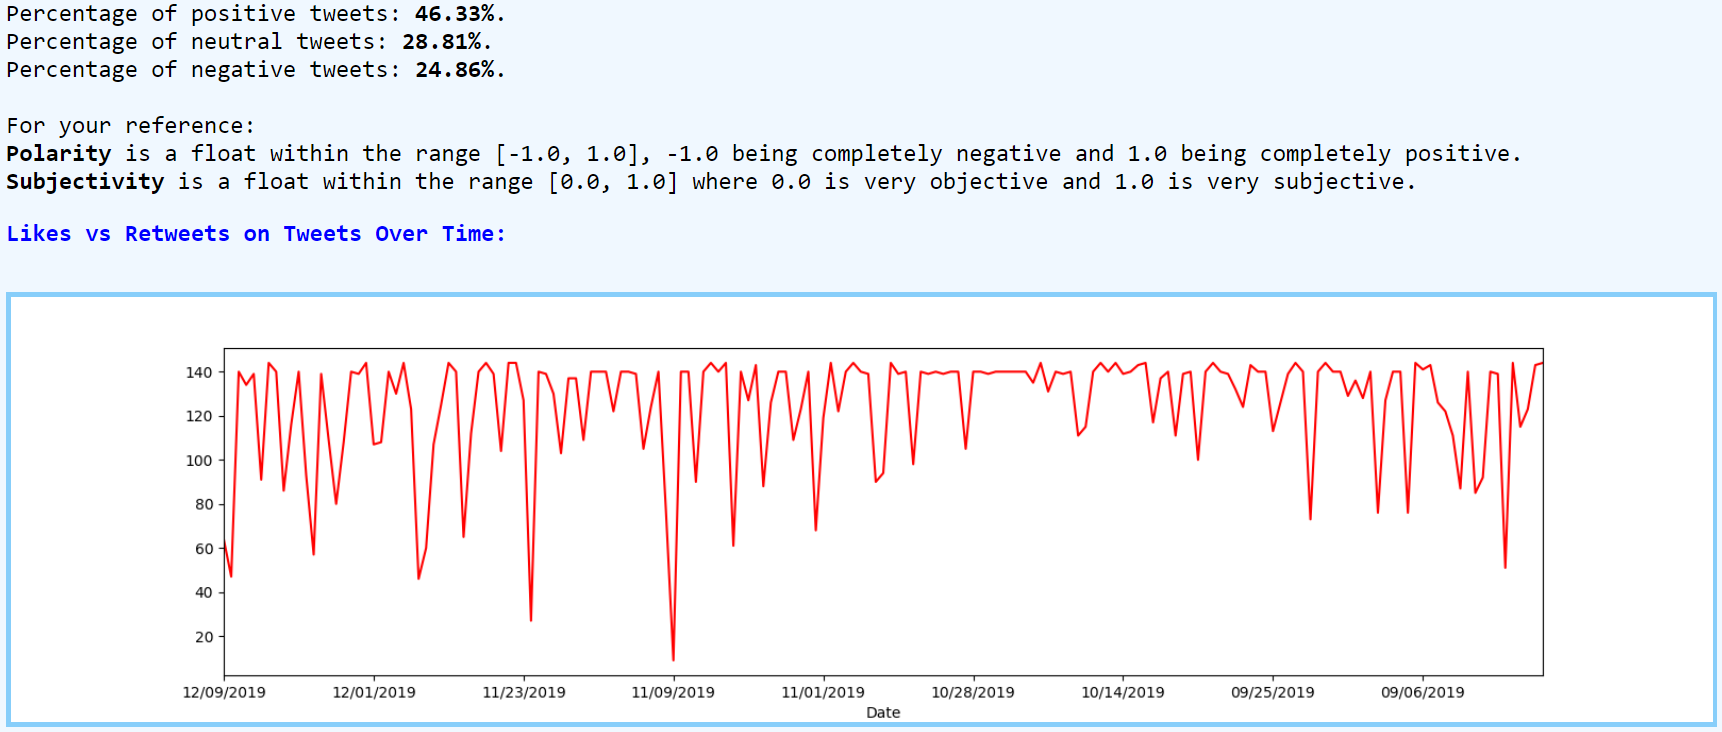 Percentage of positive tweets: 46.33%.
Percentage of neutral tweets: 28.81%.
Percentage of negative tweets: 24.86%.
For your reference:
Polarity is a float within the range [-1.0, 1.0], -1.0 being completely negative and 1.0 being completely positive.
Subjectivity is a float within the range [0.0, 1.0] where 0.0 is very objective and 1.0 is very subjective.
Likes vs Retweets on Tweets Over Time:
140
120
100
80
60
40
20
12/09/2019 12/01/2019 11/23/2019 11/09/2019 11/01/2019 10/28/2019 10/14/2019 09/25/2019 09/06/2019
Date